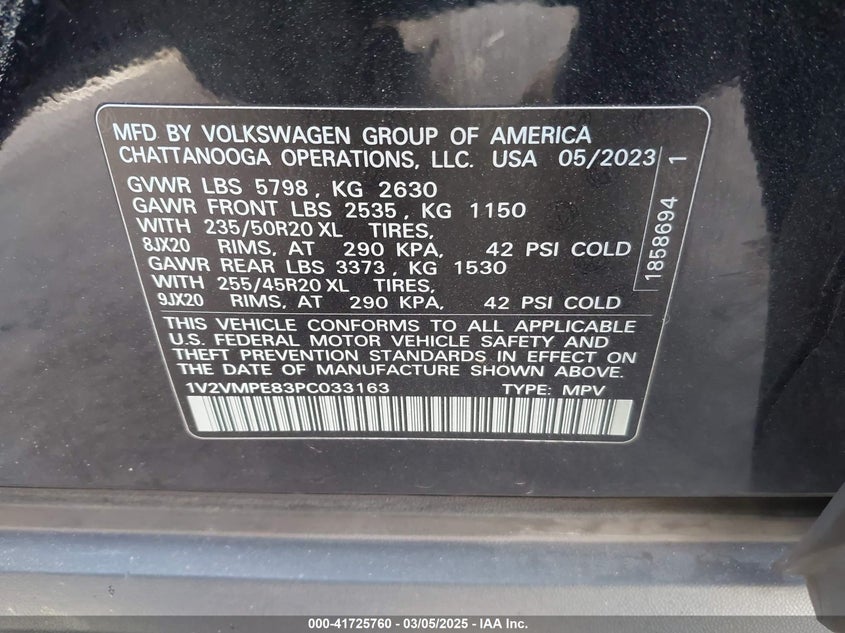 MFD. BY VOLKSWAGEN GROUP OF AMERICA
CHATTANOOGA OPERATIONS, LLC. USA 05/2023
GVWR LBS 5798, KG 2630
GAWR FRONT LBS 2535, KG 1150
WITH 235/50R20 XL TIRES,
8JX20 RIMS, AT 290 KPA, 42 PSI COLD
GAWR REAR LBS 3373, KG 1530
WITH 255/45R20 XL TIRES,
9JX20 RIMS, AT 290 KPA, 42 PSI COLD
THIS VEHICLE CONFORMS TO ALL APPLICABLE
U.S. FEDERAL MOTOR VEHICLE SAFETY AND
THEFT PREVENTION STANDARDS IN EFFECT ON
THE DATE OF MANUFACTURE SHOWN ABOVE.
1V2VMPE83PC033163 TYPE: MPV
1858694 1
000-41725760 - 03/05/2025 - IAA Inc.